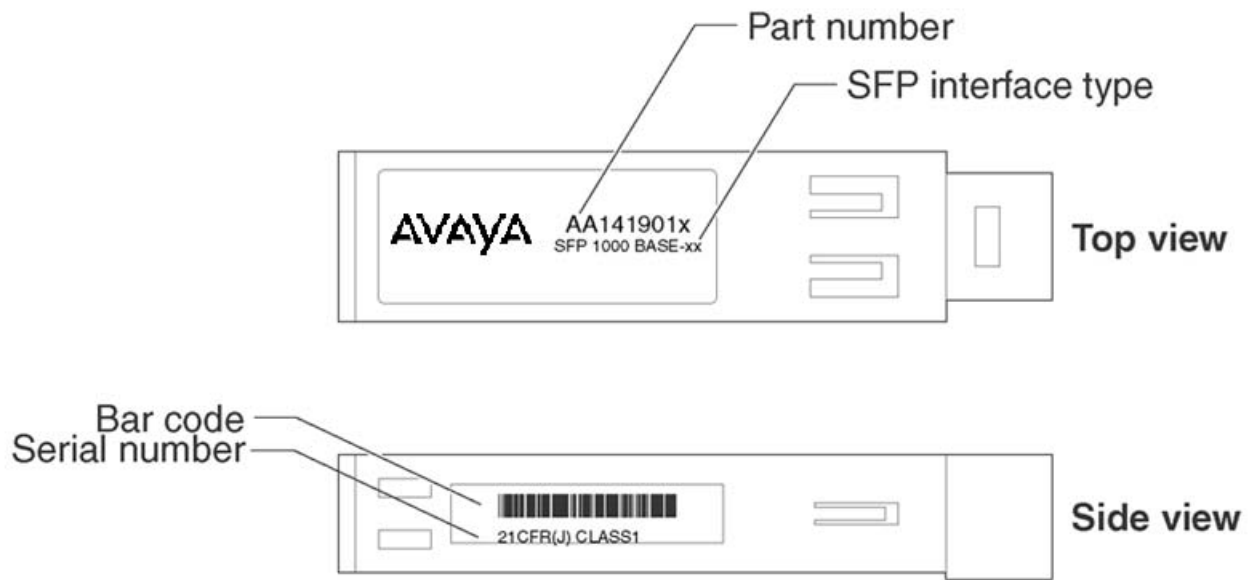 Part number
SFP interface type
AVAYA
AA141901x
SFP 1000 BASE-xx
Top view
Bar code
Serial number
21CFR(J) CLASS1
Side view